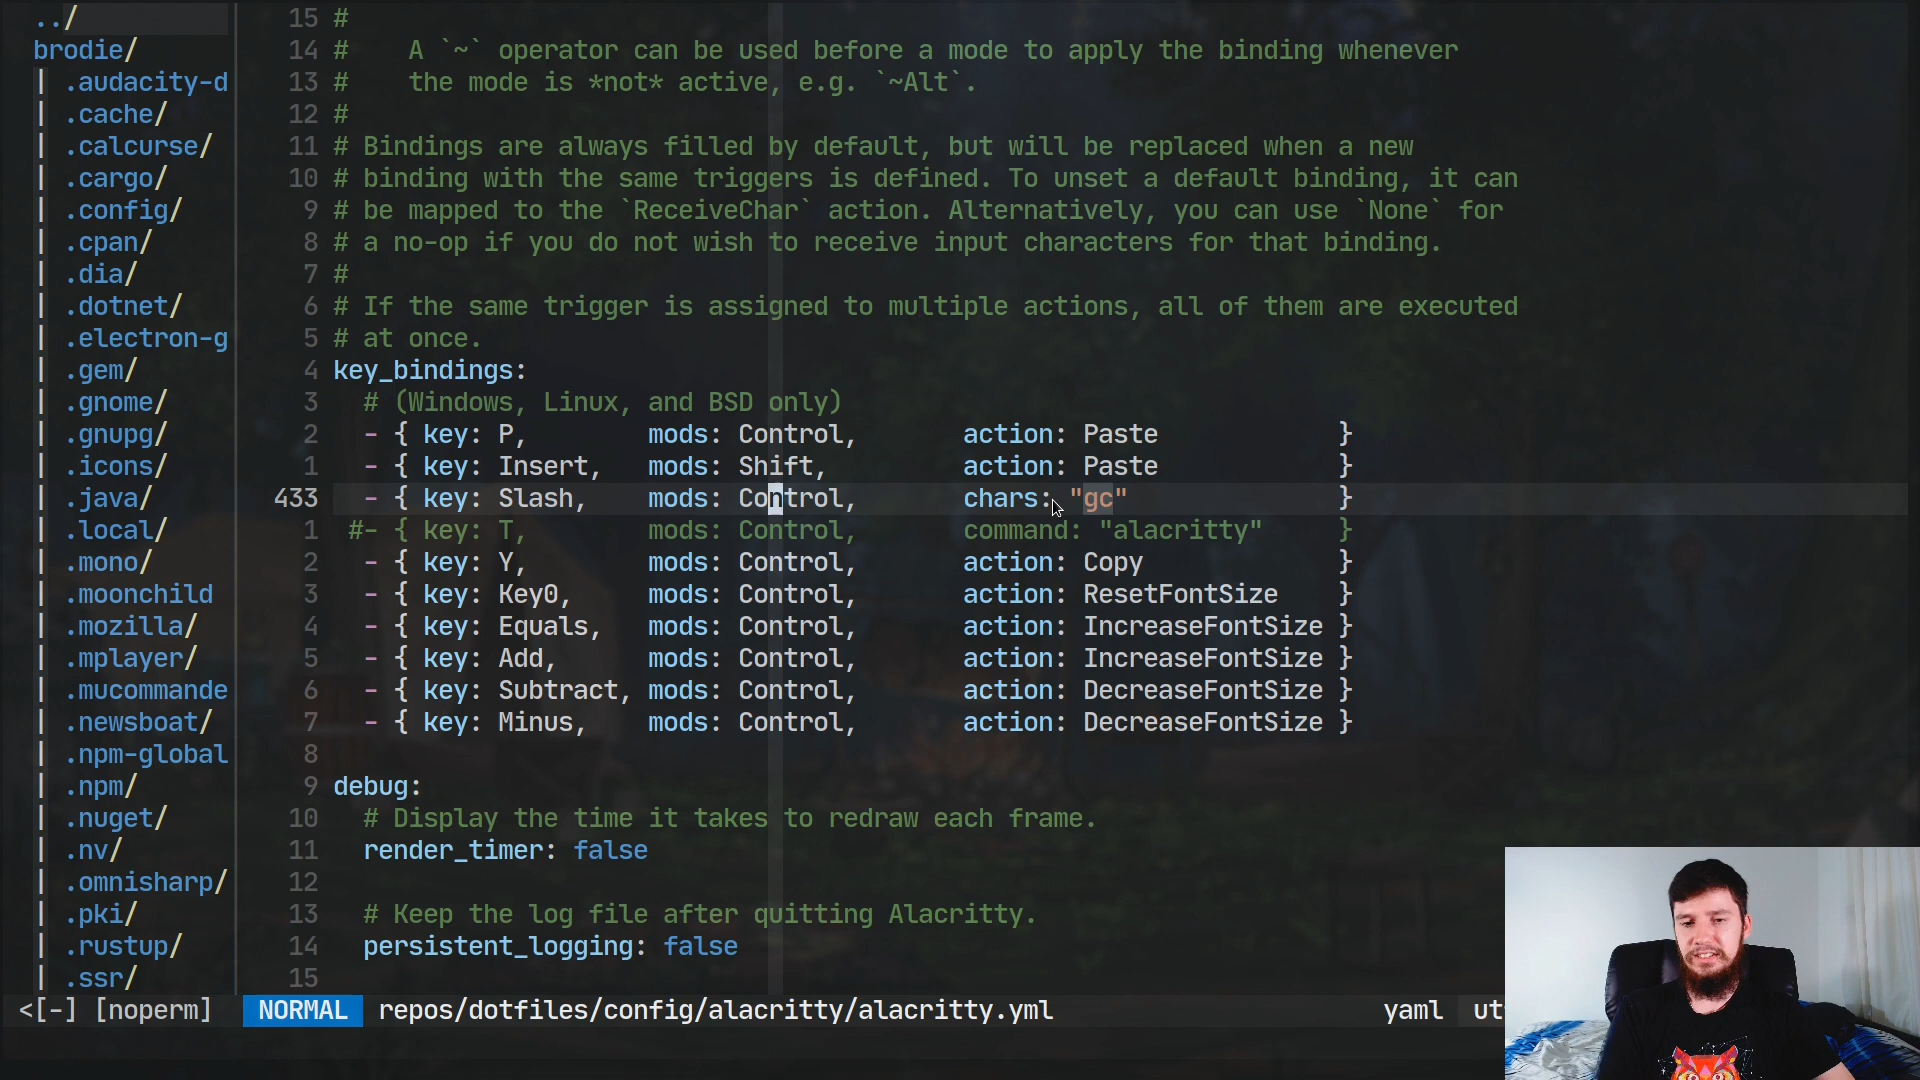 ../
brodie/
| .audacity-d
| .cache/
| .calcurse/
| .cargo/
| .config/
| .cpan/
| .dia/
| .dotnet/
| .electron-g
| .gem/
| .gnome/
| .gnupg/
| .icons/
| .java/
| .local/
| .mono/
| .moonchild
| .mozilla/
| .mplayer/
| .mucommande
| .newsboat/
| .npm-global
| .npm/
| .nuget/
| .nv/
| .omnisharp/
| .pki/
| .rustup/
| .ssr/
15 #
14 #    A `~` operator can be used before a mode to apply the binding whenever
13 #    the mode is *not* active, e.g. `~Alt`.
12 #
11 # Bindings are always filled by default, but will be replaced when a new
10 # binding with the same triggers is defined. To unset a default binding, it can
9 # be mapped to the `ReceiveChar` action. Alternatively, you can use `None` for
8 # a no-op if you do not wish to receive input characters for that binding.
7 #
6 # If the same trigger is assigned to multiple actions, all of them are executed
5 # at once.
4 key_bindings:
3   # (Windows, Linux, and BSD only)
2   - { key: P,        mods: Control,       action: Paste            }
1   - { key: Insert,   mods: Shift,         action: Paste            }
433   - { key: Slash,    mods: Control,       chars: "gc"              }
1  #- { key: T,        mods: Control,       command: "alacritty"     }
2   - { key: Y,        mods: Control,       action: Copy             }
3   - { key: Key0,     mods: Control,       action: ResetFontSize    }
4   - { key: Equals,   mods: Control,       action: IncreaseFontSize }
5   - { key: Add,      mods: Control,       action: IncreaseFontSize }
6   - { key: Subtract, mods: Control,       action: DecreaseFontSize }
7   - { key: Minus,    mods: Control,       action: DecreaseFontSize }
8
9 debug:
10   # Display the time it takes to redraw each frame.
11   render_timer: false
12
13   # Keep the log file after quitting Alacritty.
14   persistent_logging: false
15
<[-] [noperm] NORMAL repos/dotfiles/config/alacritty/alacritty.yml yaml ut